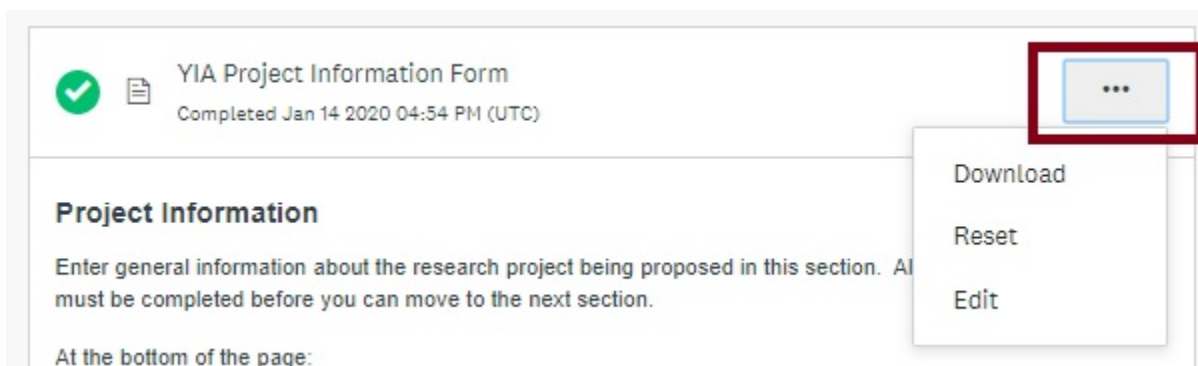 YIA Project Information Form
Completed Jan 14 2020 04:54 PM (UTC)
...
Download
Reset
Edit
Project Information
Enter general information about the research project being proposed in this section. Al
must be completed before you can move to the next section.
At the bottom of the page: